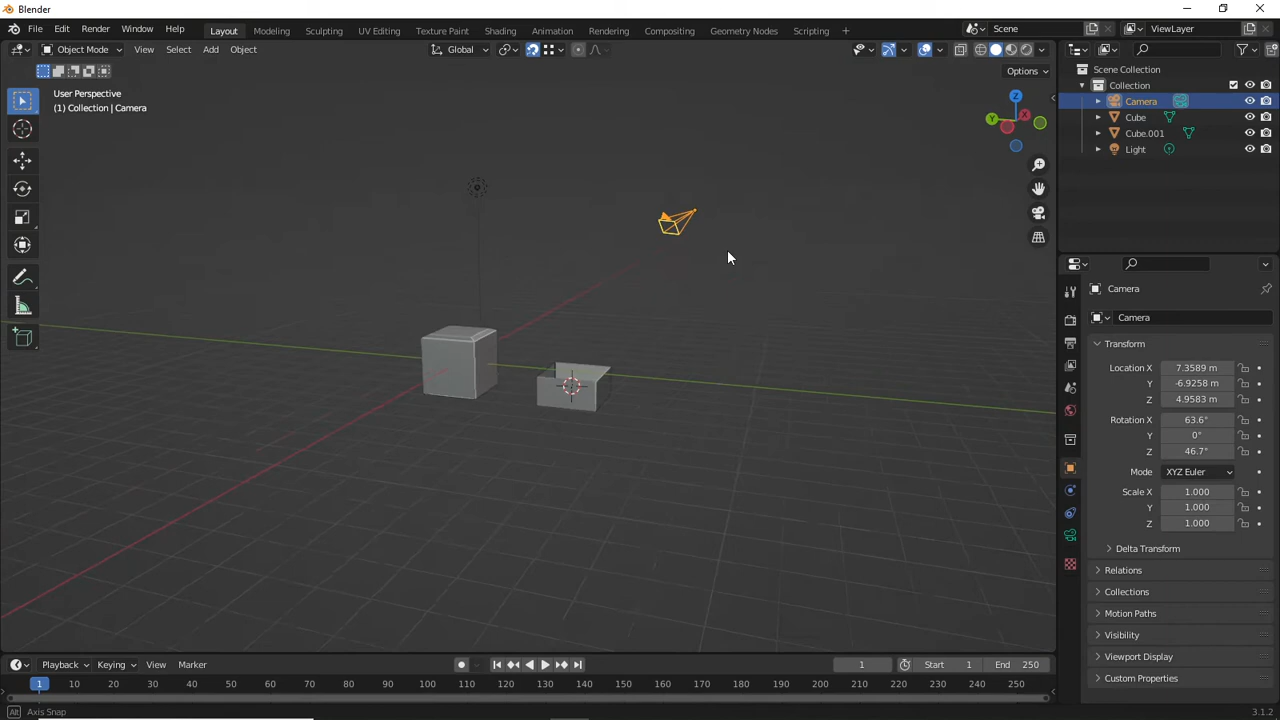 Blender
File Edit Render Window Help Layout Modeling Sculpting UV Editing Texture Paint Shading Animation Rendering Compositing Geometry Nodes Scripting + Scene ViewLayer
Object Mode View Select Add Object Global
Options
User Perspective
(1) Collection | Camera
Z
X
Y
Scene Collection
Collection
Camera
Cube
Cube.001
Light
Camera
Camera
Transform
Location X 7.3589 m
Y -6.9258 m
Z 4.9583 m
Rotation X 63.6°
Y 0°
Z 46.7°
Mode XYZ Euler
Scale X 1.000
Y 1.000
Z 1.000
Delta Transform
Relations
Collections
Motion Paths
Visibility
Viewport Display
Custom Properties
Playback Keying View Marker 1 Start 1 End 250
1 10 20 30 40 50 60 70 80 90 100 110 120 130 140 150 160 170 180 190 200 210 220 230 240 250
Alt Axis Snap 3.1.2